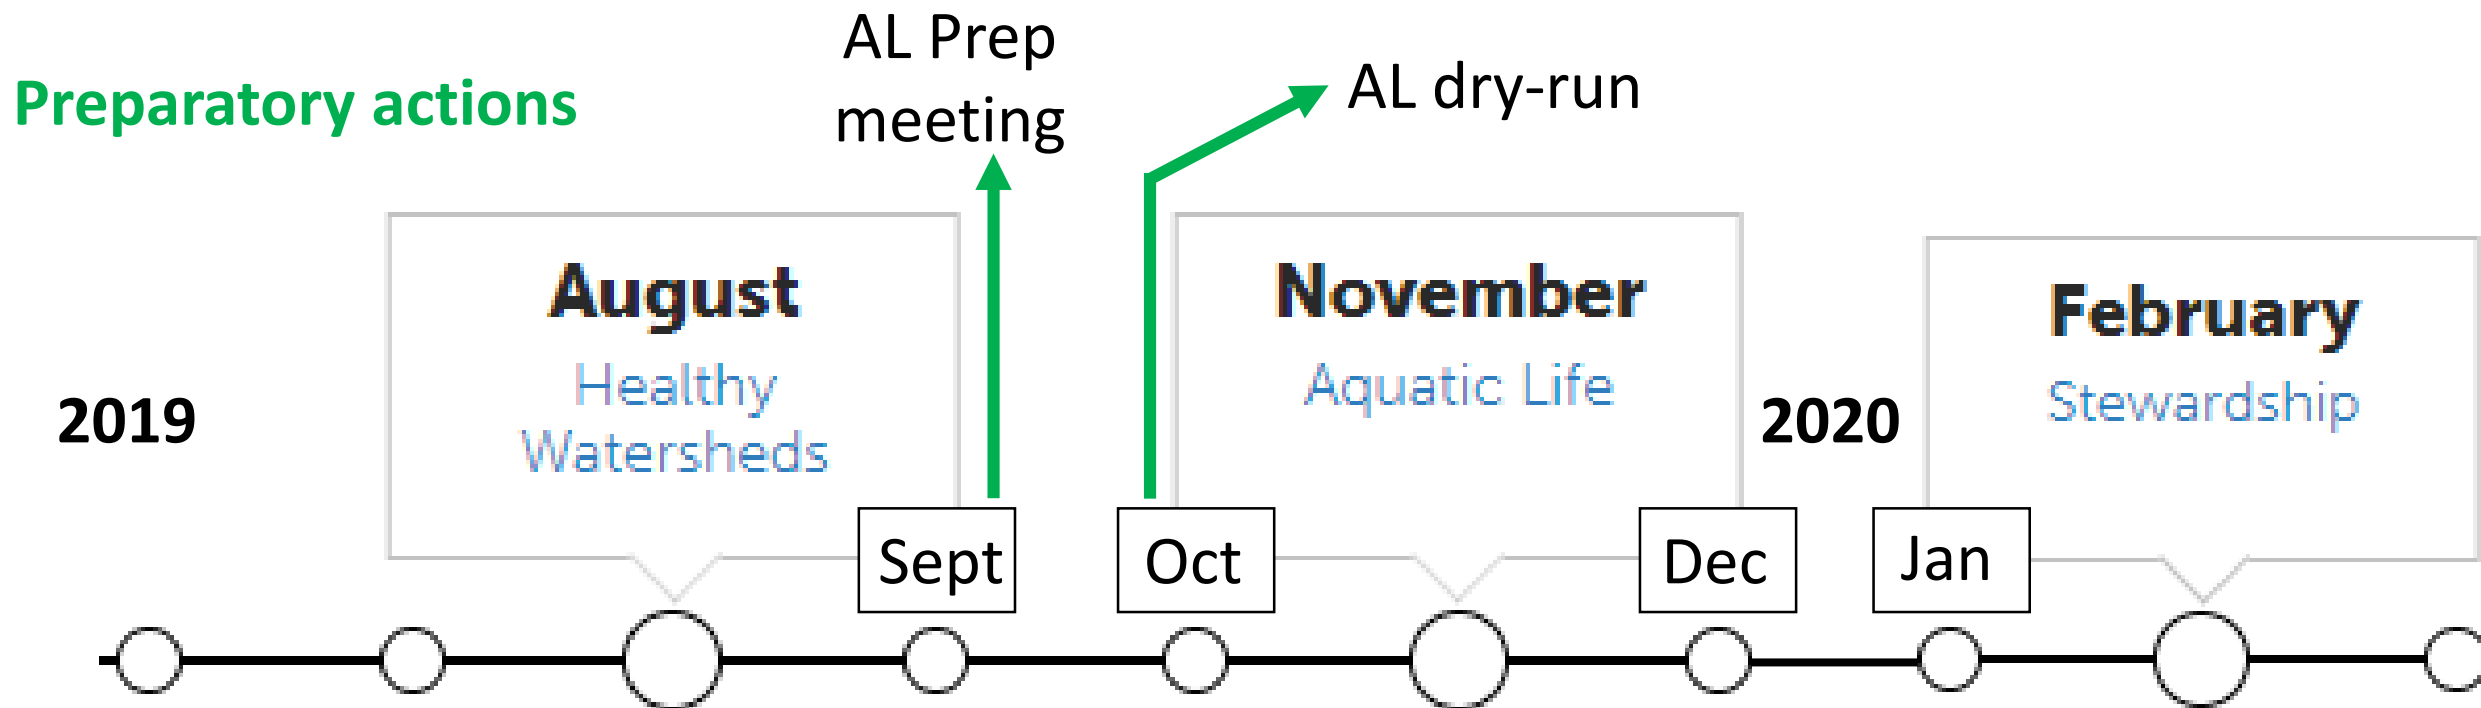 Preparatory actions
AL Prep
meeting
AL dry-run
2019
August
Healthy
Watersheds
November
Aquatic Life
2020
February
Stewardship
Sept
Oct
Dec
Jan